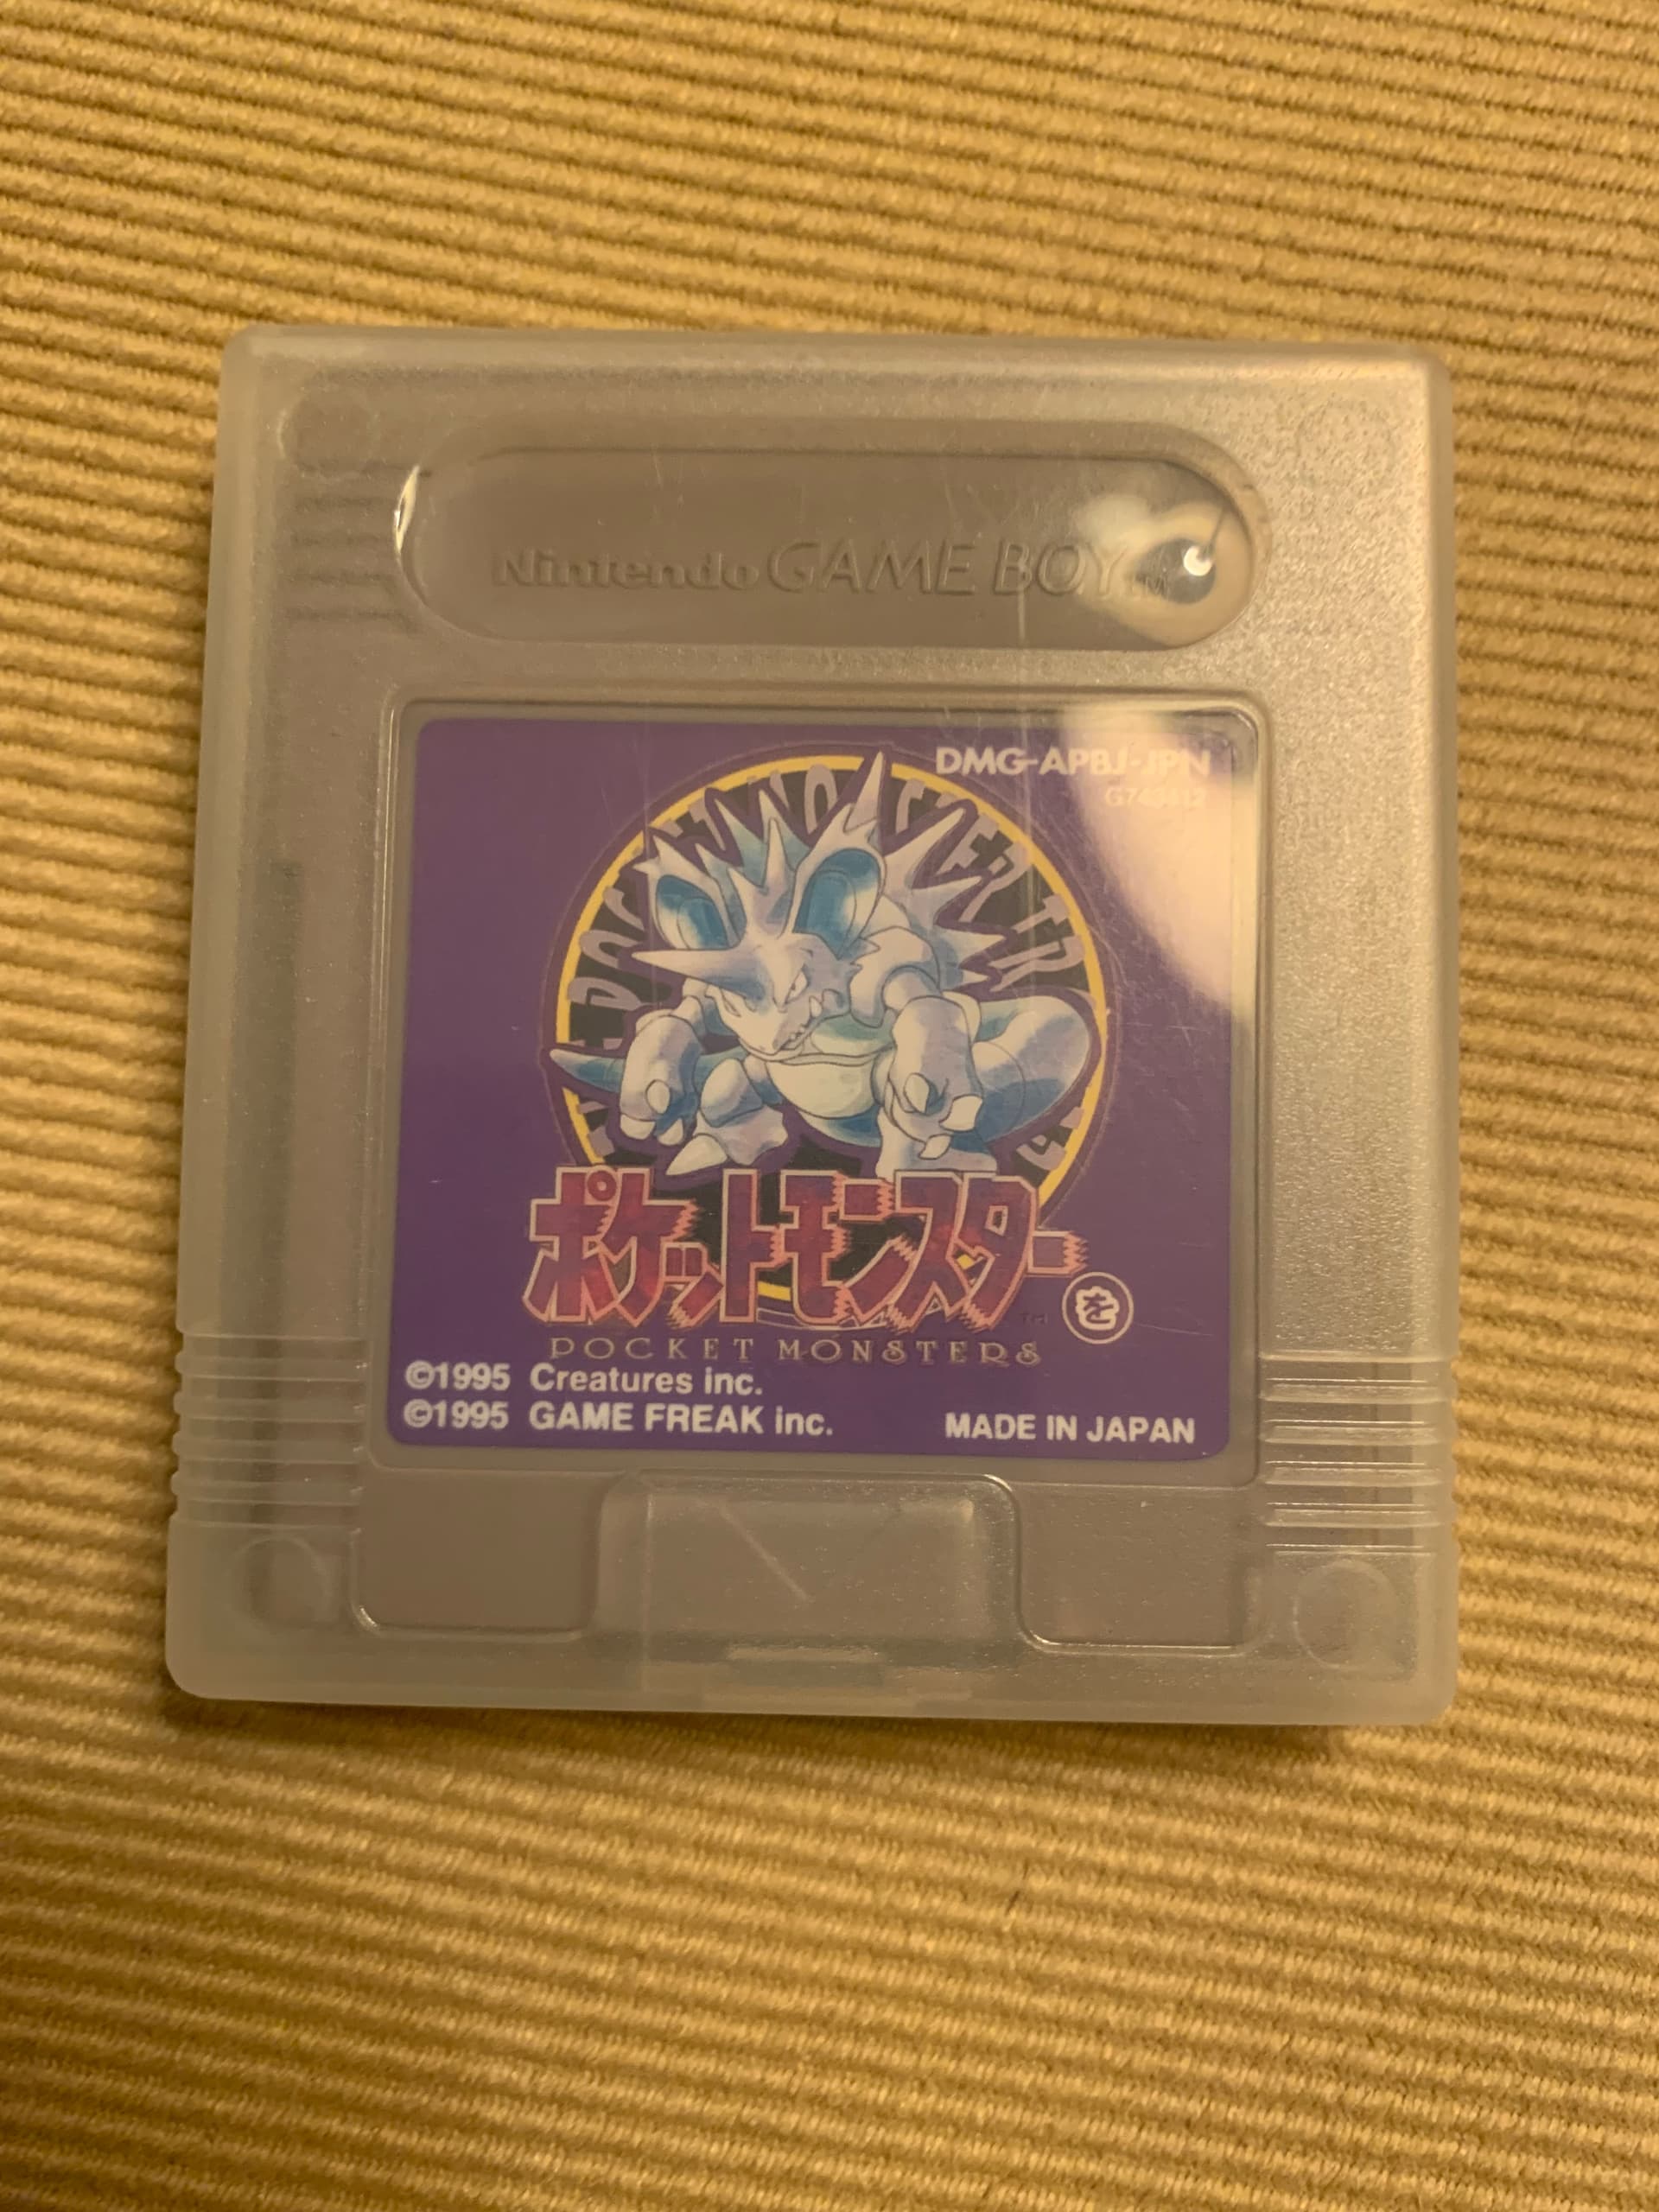 Nintendo GAME BOY
DMG-APBJ-JPN
ポケットモンスター
を
POCKET MONSTERS
©1995 Creatures inc.
©1995 GAME FREAK inc.
MADE IN JAPAN